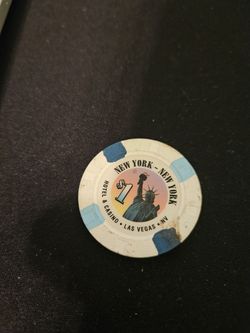 NEW YORK - NEW YORK
$1
HOTEL & CASINO • LAS VEGAS • NV